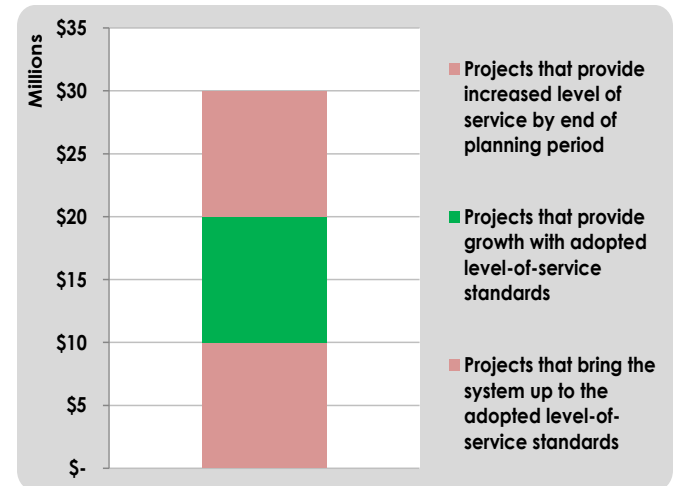 Millions
$35
$30
$25
$20
$15
$10
$5
$-
Projects that provide
increased level of
service by end of
planning period
Projects that provide
growth with adopted
level-of-service
standards
Projects that bring the
system up to the
adopted level-of-
service standards